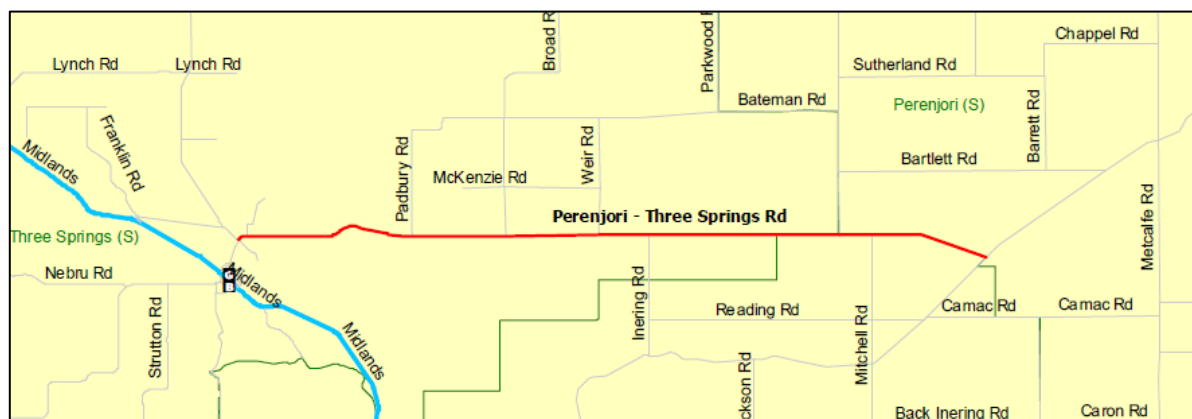 Chappel Rd
Broad R
Parkwood R
Lynch Rd
Lynch Rd
Sutherland Rd
Bateman Rd
Perenjori (S)
Barrett Rd
Franklin Rd
Midlands
Padbury Rd
Weir Rd
McKenzie Rd
Bartlett Rd
Metcalfe Rd
Perenjori - Three Springs Rd
Three Springs (S)
Nebru Rd
Midlands
Inering Rd
Reading Rd
Mitchell Rd
Camac Rd
Camac Rd
Strutton Rd
Midlands
ckson Rd
Back Inering Rd
Caron Rd